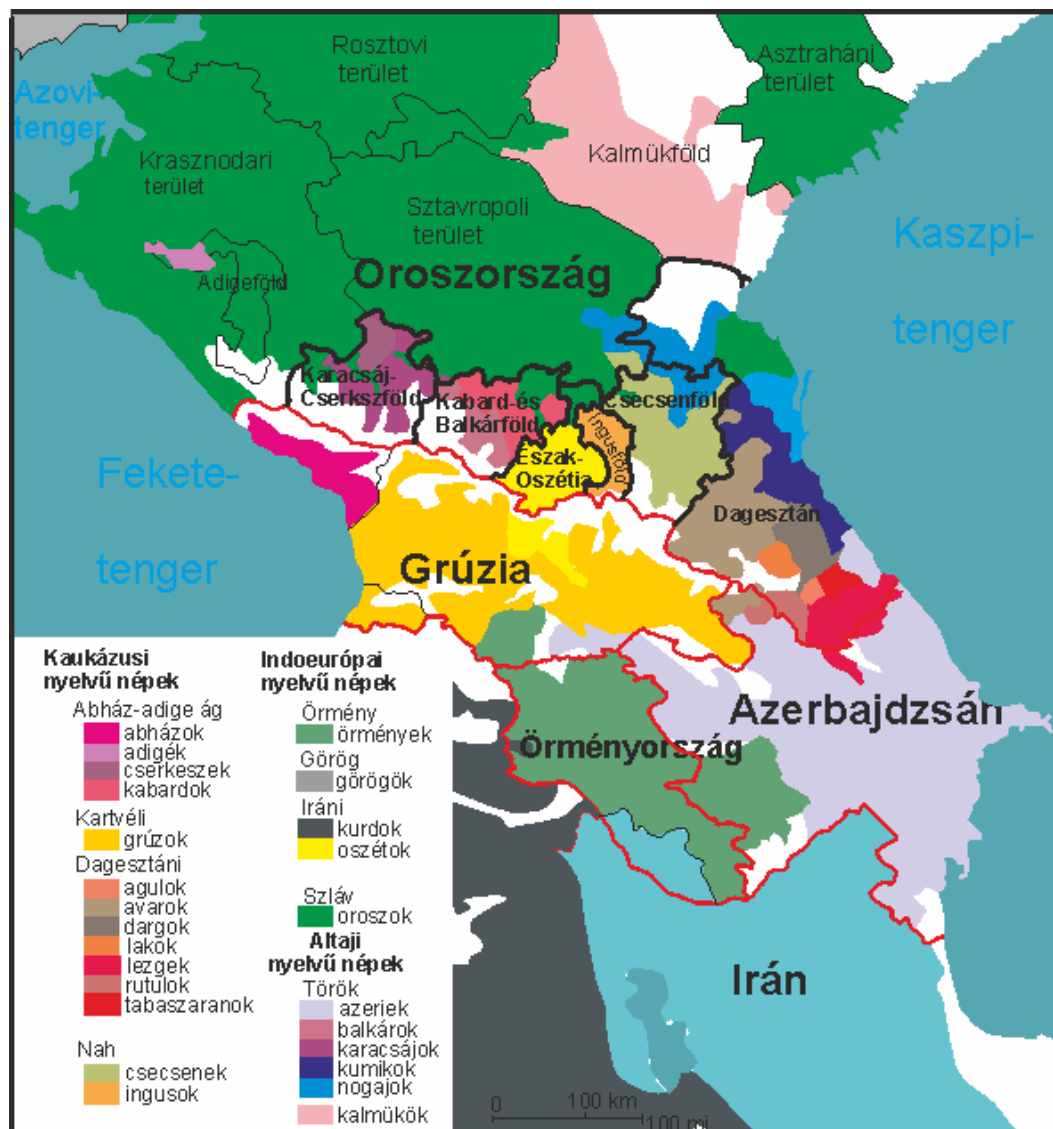 Rosztovi
terület
Asztraháni
terület
Azovi-
tenger
Krasznodari
terület
Kalmükföld
Sztavropoli
terület
Kaszpi-
tenger
Adigeföld
Oroszország
Karacsáj-
Cserkszföld
Kabard-és
Balkárföld
Csecsenföld
Ingusföld
Észak-
Oszétia
Fekete-
tenger
Dagesztán
Grúzia
Azerbajdzsán
Örményország
Irán
Kaukázusi
nyelvű népek
Abház-adige ág
abházok
adigék
cserkeszek
kabardok
Kartvéli
grúzok
Dagesztáni
agulok
avarok
dargok
lakok
lezgek
rutulok
tabaszaranok
Nah
csecsenek
ingusok
Indoeurópai
nyelvű népek
Örmény
örmények
Görög
görögök
Iráni
kurdok
oszétok
Szláv
oroszok
Altaji
nyelvű népek
Török
azeriek
balkárok
karacsájok
kumikok
nogajok
kalmükök
0 100 km
100 mi